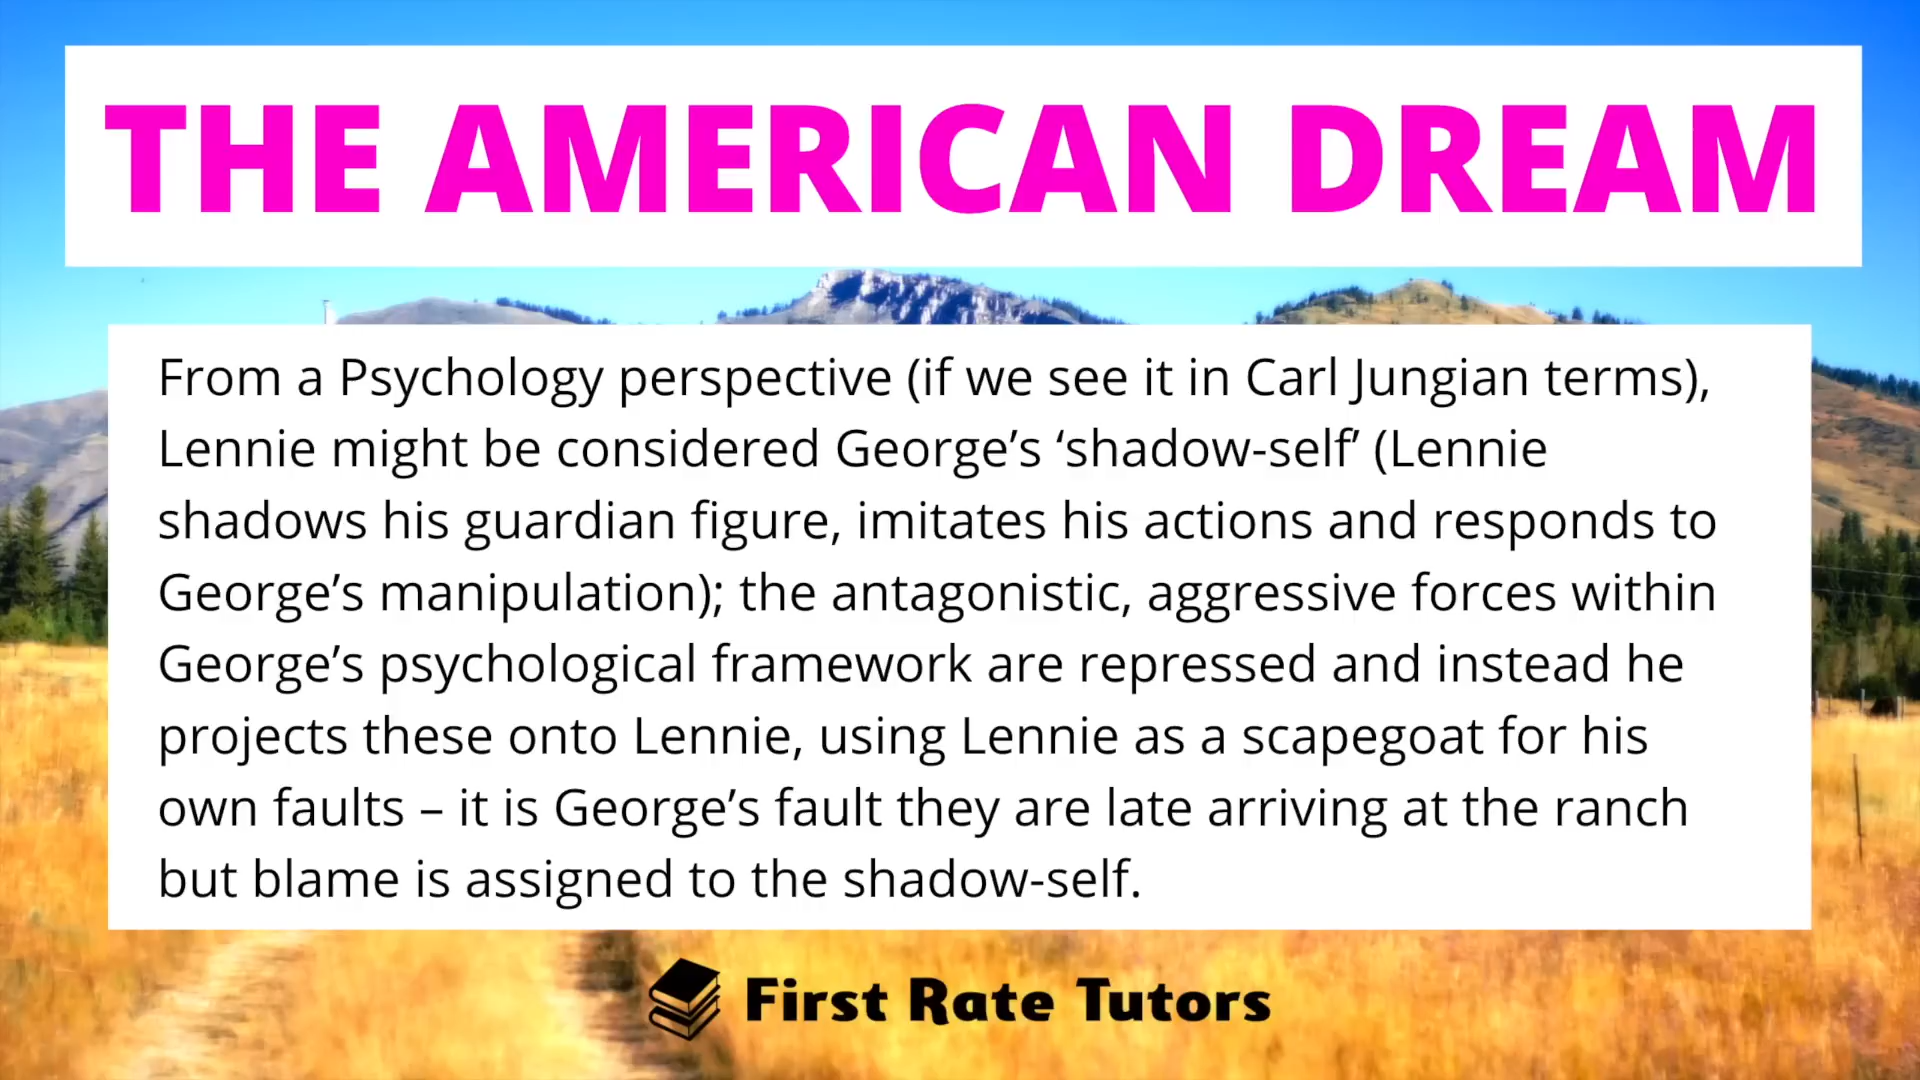 THE AMERICAN DREAM
From a Psychology perspective (if we see it in Carl Jungian terms),
Lennie might be considered George’s ‘shadow-self’ (Lennie
shadows his guardian figure, imitates his actions and responds to
George’s manipulation); the antagonistic, aggressive forces within
George’s psychological framework are repressed and instead he
projects these onto Lennie, using Lennie as a scapegoat for his
own faults – it is George’s fault they are late arriving at the ranch
but blame is assigned to the shadow-self.
First Rate Tutors